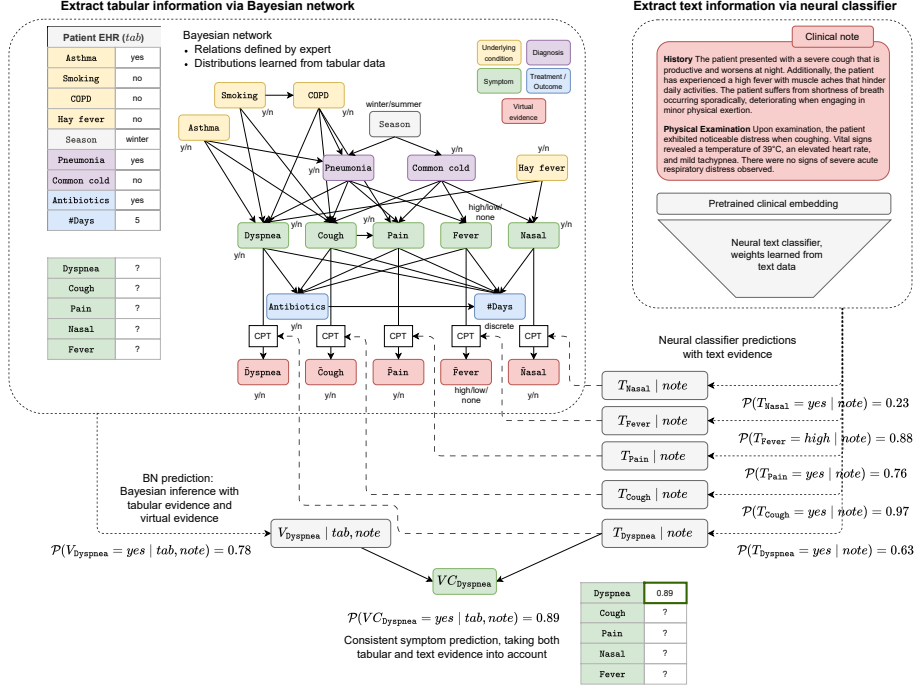 Extract tabular information via Bayesian network
Extract text information via neural classifier
Patient EHR (tab)
Asthma yes
Smoking no
COPD no
Hay fever no
Season winter
Pneumonia yes
Common cold no
Antibiotics yes
#Days 5
Dyspnea ?
Cough ?
Pain ?
Nasal ?
Fever ?
Bayesian network
• Relations defined by expert
• Distributions learned from tabular data
Underlying condition
Diagnosis
Symptom
Treatment / Outcome
Virtual evidence
Smoking
y/n
COPD
y/n
winter/summer
Season
Asthma
y/n
Pneumonia
y/n
Common cold
y/n
Hay fever
y/n
Dyspnea
y/n
Cough
y/n
Pain
y/n
Fever
high/low/
none
Nasal
y/n
Antibiotics
y/n
#Days
discrete
CPT
CPT
CPT
CPT
CPT
D̃yspnea
C̃ough
P̃ain
F̃ever
Ñasal
y/n
y/n
y/n
high/low/
none
y/n
Clinical note
History The patient presented with a severe cough that is
productive and worsens at night. Additionally, the patient
has experienced a high fever with muscle aches that hinder
daily activities. The patient suffers from shortness of breath
occurring sporadically, deteriorating when engaging in
minor physical exertion.
Physical Examination Upon examination, the patient
exhibited noticeable distress when coughing. Vital signs
revealed a temperature of 39°C, an elevated heart rate,
and mild tachypnea. There were no signs of severe acute
respiratory distress observed.
Pretrained clinical embedding
Neural text classifier,
weights learned from
text data
Neural classifier predictions
with text evidence
T_Nasal | note
P(T_Nasal = yes | note) = 0.23
T_Fever | note
P(T_Fever = high | note) = 0.88
T_Pain | note
P(T_Pain = yes | note) = 0.76
T_Cough | note
P(T_Cough = yes | note) = 0.97
T_Dyspnea | note
P(T_Dyspnea = yes | note) = 0.63
BN prediction:
Bayesian inference with
tabular evidence and
virtual evidence
V_Dyspnea | tab, note
P(V_Dyspnea = yes | tab, note) = 0.78
VC_Dyspnea
P(VC_Dyspnea = yes | tab, note) = 0.89
Consistent symptom prediction, taking both
tabular and text evidence into account
Dyspnea 0.89
Cough ?
Pain ?
Nasal ?
Fever ?